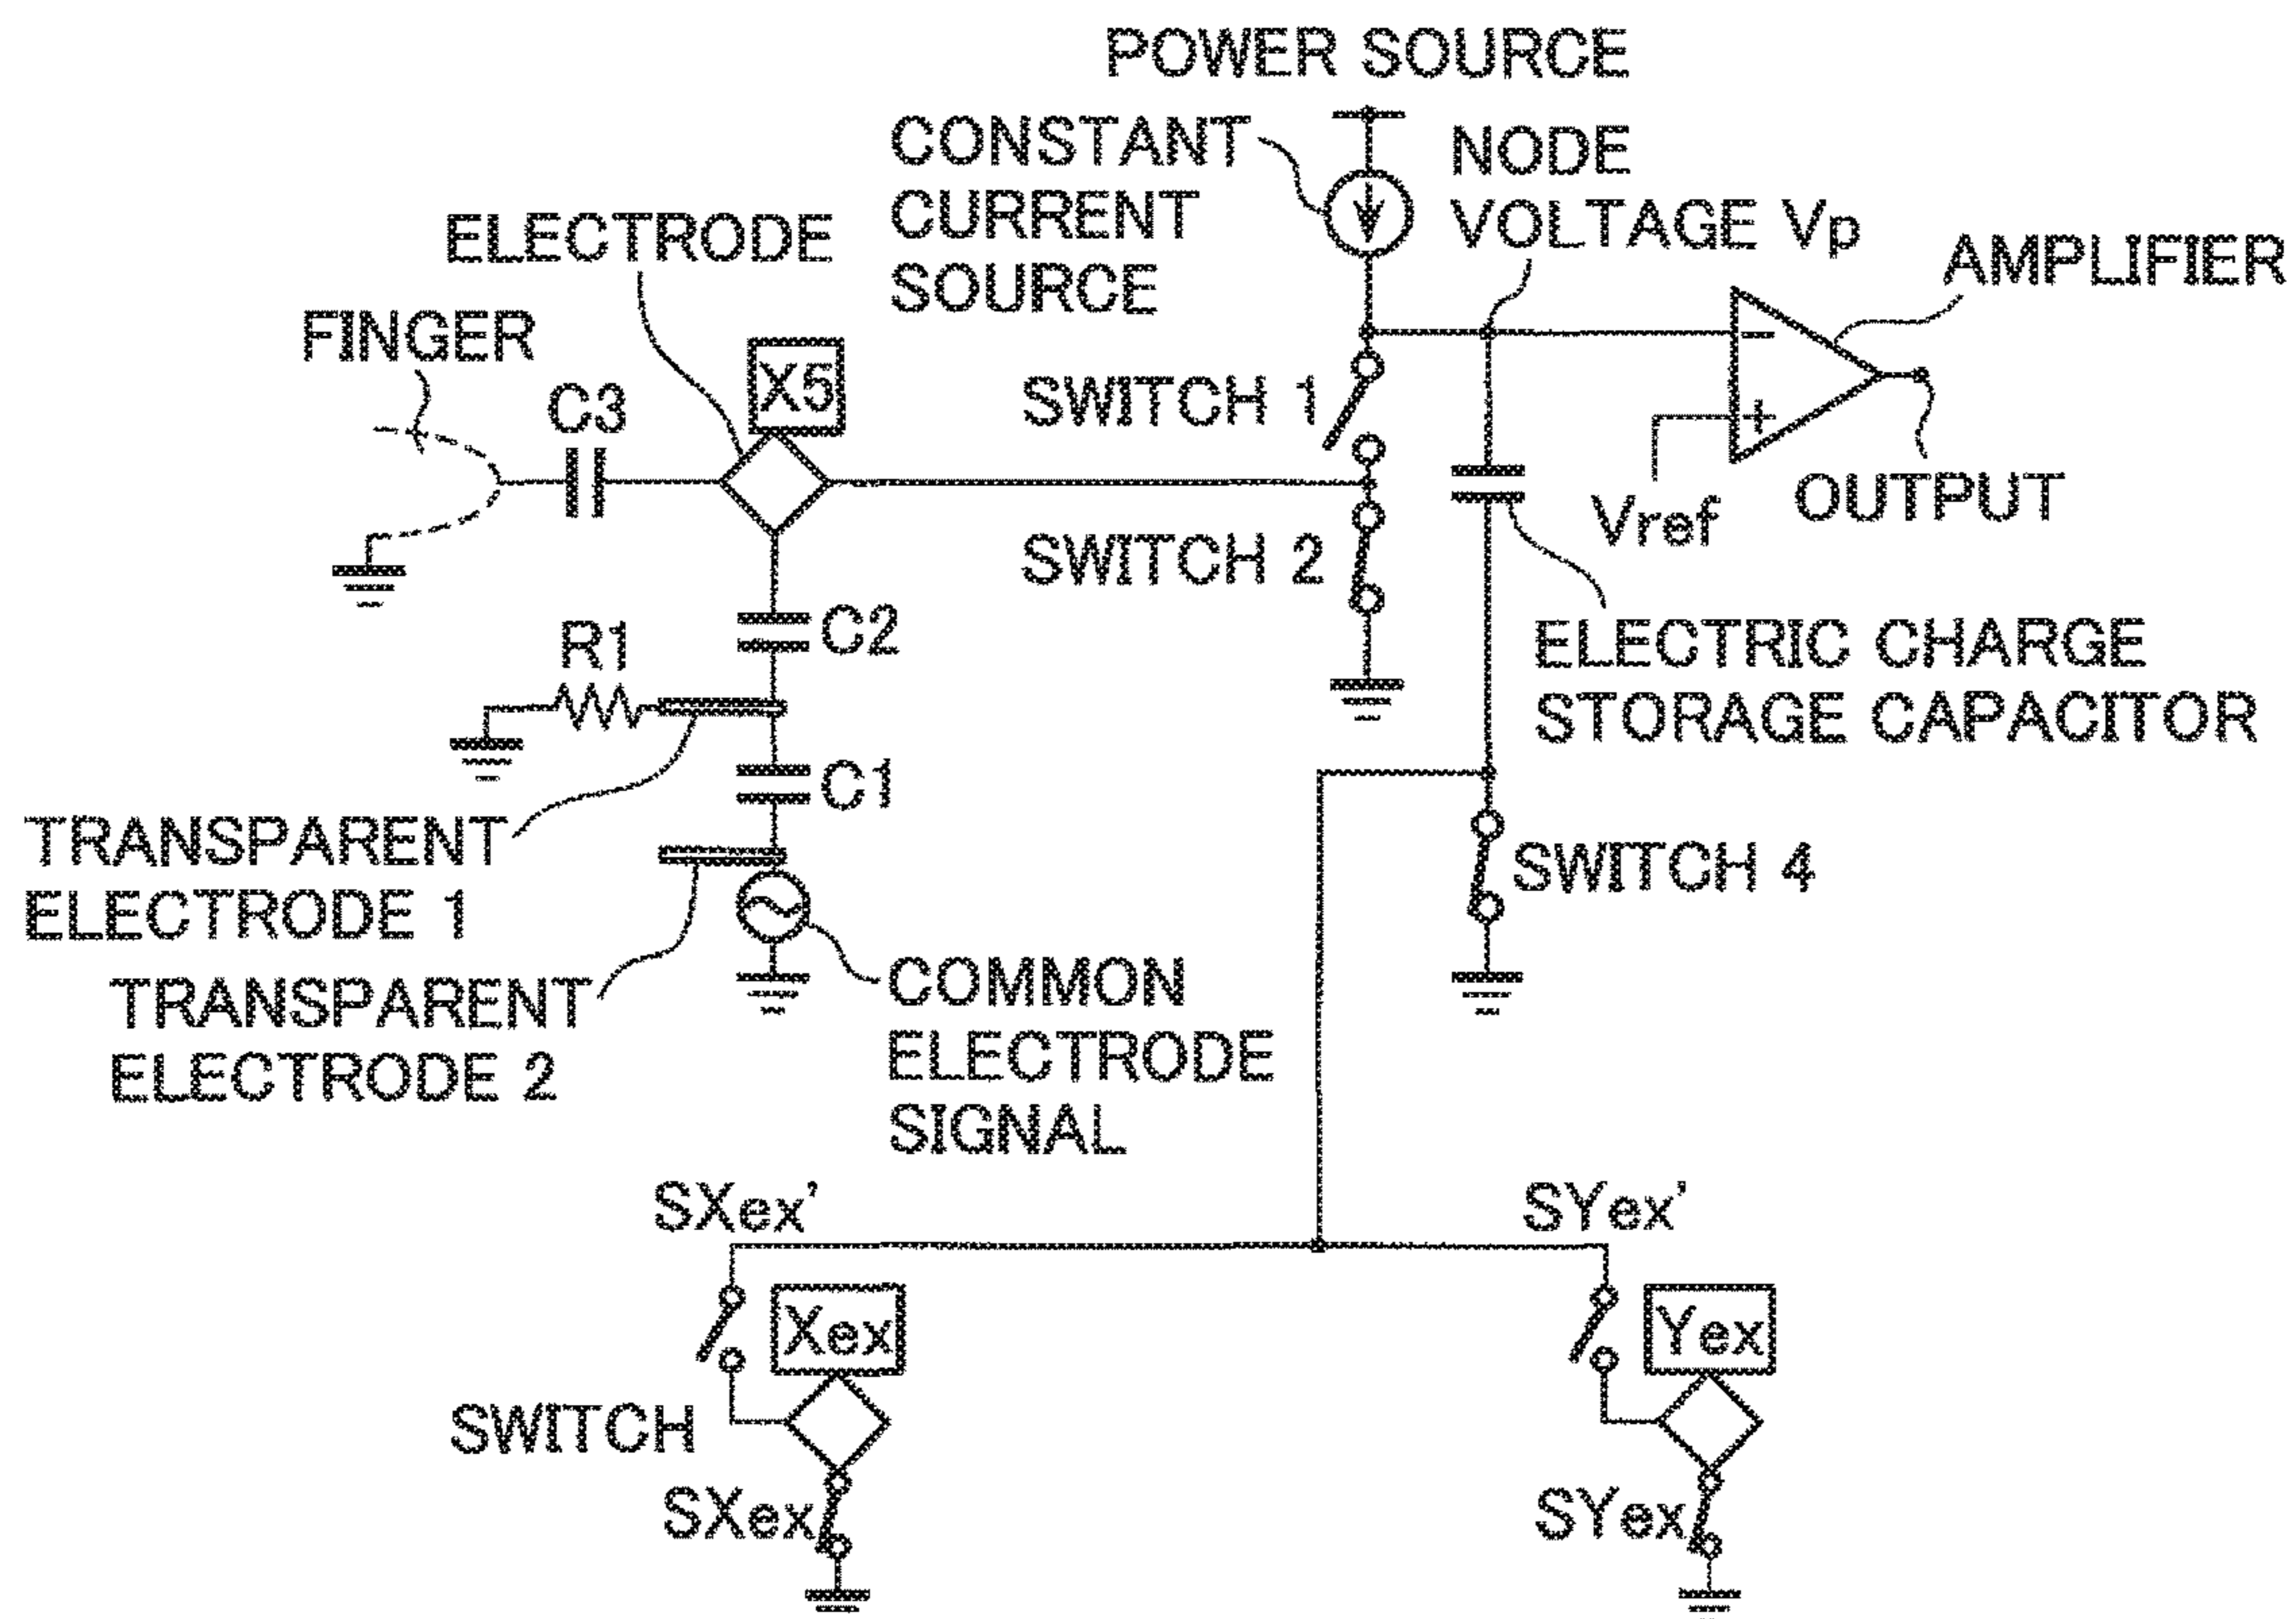 POWER SOURCE
CONSTANT
CURRENT
SOURCE
NODE
VOLTAGE Vp
AMPLIFIER
ELECTRODE
FINGER
C3
X5
SWITCH 1
−
+
Vref
OUTPUT
SWITCH 2
C2
R1
ELECTRIC CHARGE
STORAGE CAPACITOR
C1
TRANSPARENT
ELECTRODE 1
SWITCH 4
TRANSPARENT
ELECTRODE 2
COMMON
ELECTRODE
SIGNAL
SXex’
SYex’
Xex
Yex
SWITCH
SXex
SYex